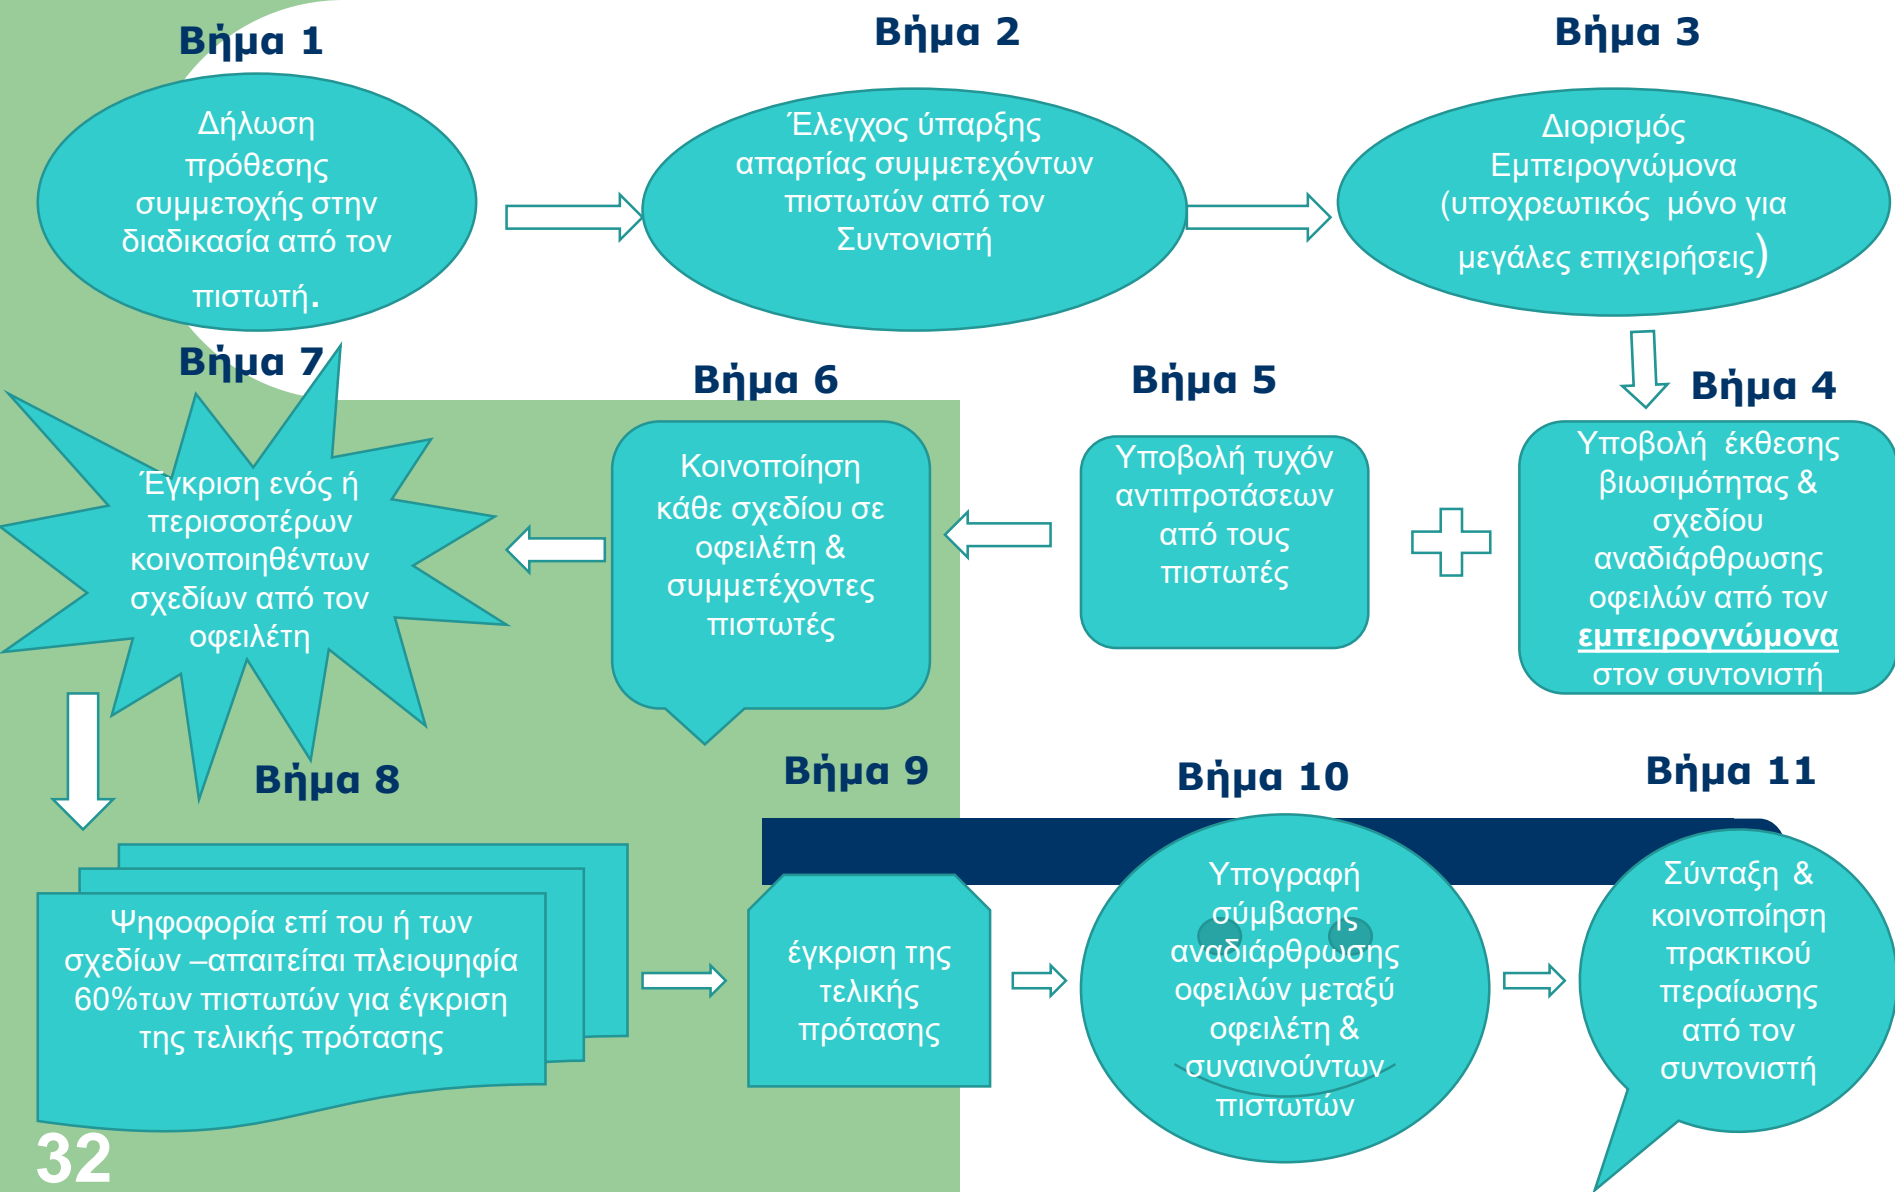 Βήμα 1
Δήλωση
πρόθεσης
συμμετοχής στην
διαδικασία από τον
πιστωτή.
Βήμα 2
Έλεγχος ύπαρξης
απαρτίας συμμετεχόντων
πιστωτών από τον
Συντονιστή
Βήμα 3
Διορισμός
Εμπειρογνώμονα
(υποχρεωτικός μόνο για
μεγάλες επιχειρήσεις)
Βήμα 4
Υποβολή έκθεσης
βιωσιμότητας &
σχεδίου
αναδιάρθρωσης
οφειλών από τον
εμπειρογνώμονα
στον συντονιστή
Βήμα 5
Υποβολή τυχόν
αντιπροτάσεων
από τους
πιστωτές
Βήμα 6
Κοινοποίηση
κάθε σχεδίου σε
οφειλέτη &
συμμετέχοντες
πιστωτές
Βήμα 7
Έγκριση ενός ή
περισσοτέρων
κοινοποιηθέντων
σχεδίων από τον
οφειλέτη
Βήμα 8
Ψηφοφορία επί του ή των
σχεδίων –απαιτείται πλειοψηφία
60%των πιστωτών για έγκριση
της τελικής πρότασης
Βήμα 9
έγκριση της
τελικής
πρότασης
Βήμα 10
Υπογραφή
σύμβασης
αναδιάρθρωσης
οφειλών μεταξύ
οφειλέτη &
συναινούντων
πιστωτών
Βήμα 11
Σύνταξη &
κοινοποίηση
πρακτικού
περαίωσης
από τον
συντονιστή
32